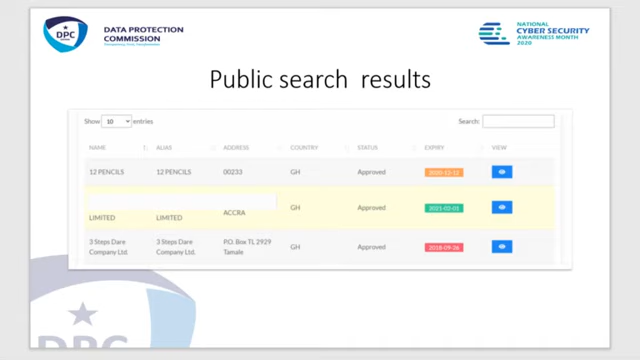 DPC
DATA PROTECTION
COMMISSION
NATIONAL
CYBER SECURITY
AWARENESS MONTH
2020
Public search results
Show 10 entries
Search:
NAME ALIAS ADDRESS COUNTRY STATUS EXPIRY VIEW
12 PENCILS 12 PENCILS 00233 GH Approved 2020-12-12
LIMITED LIMITED ACCRA GH Approved 2021-02-01
3 Steps Dare P.O. Box TL 2929 GH Approved 2018-09-26
Company Ltd. 3 Steps Dare Company Ltd. Tamale
DPC